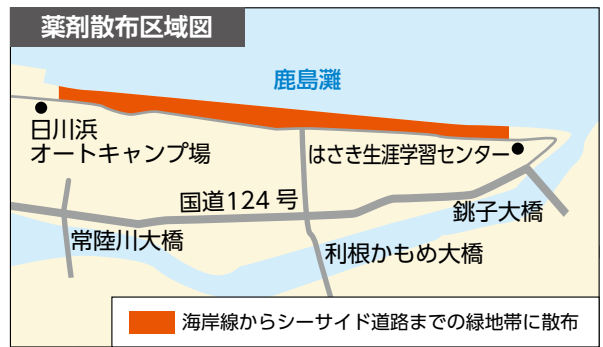 薬剤散布区域図
鹿島灘
日川浜
オートキャンプ場
はさき生涯学習センター
国道124号
銚子大橋
常陸川大橋
利根かもめ大橋
海岸線からシーサイド道路までの緑地帯に散布